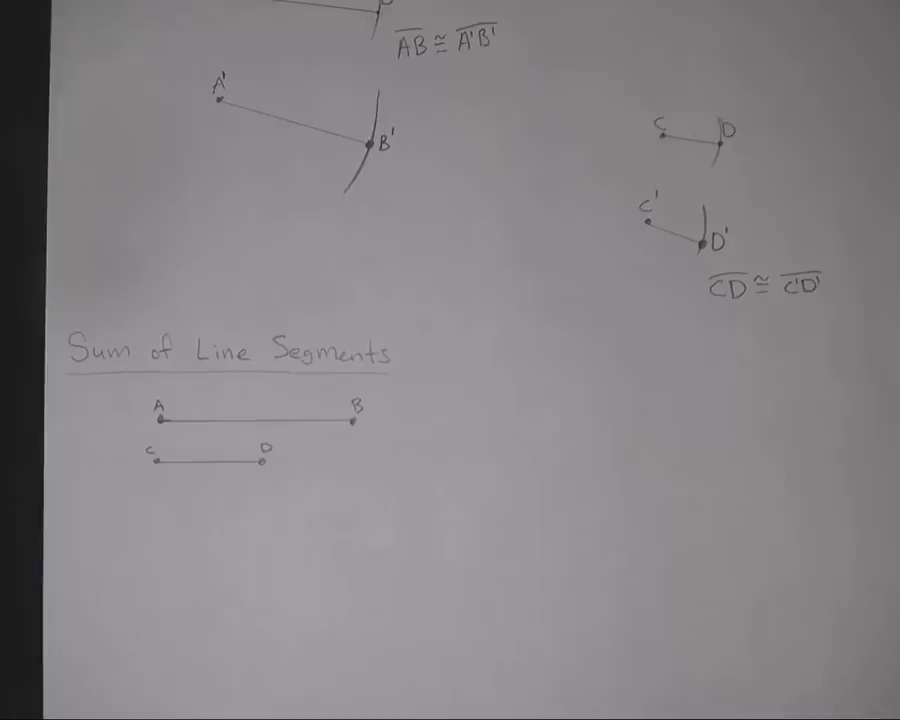 AB ≅ A'B'
A'
B'
C
D
C'
D'
CD ≅ C'D'
Sum of Line Segments
A B
C D